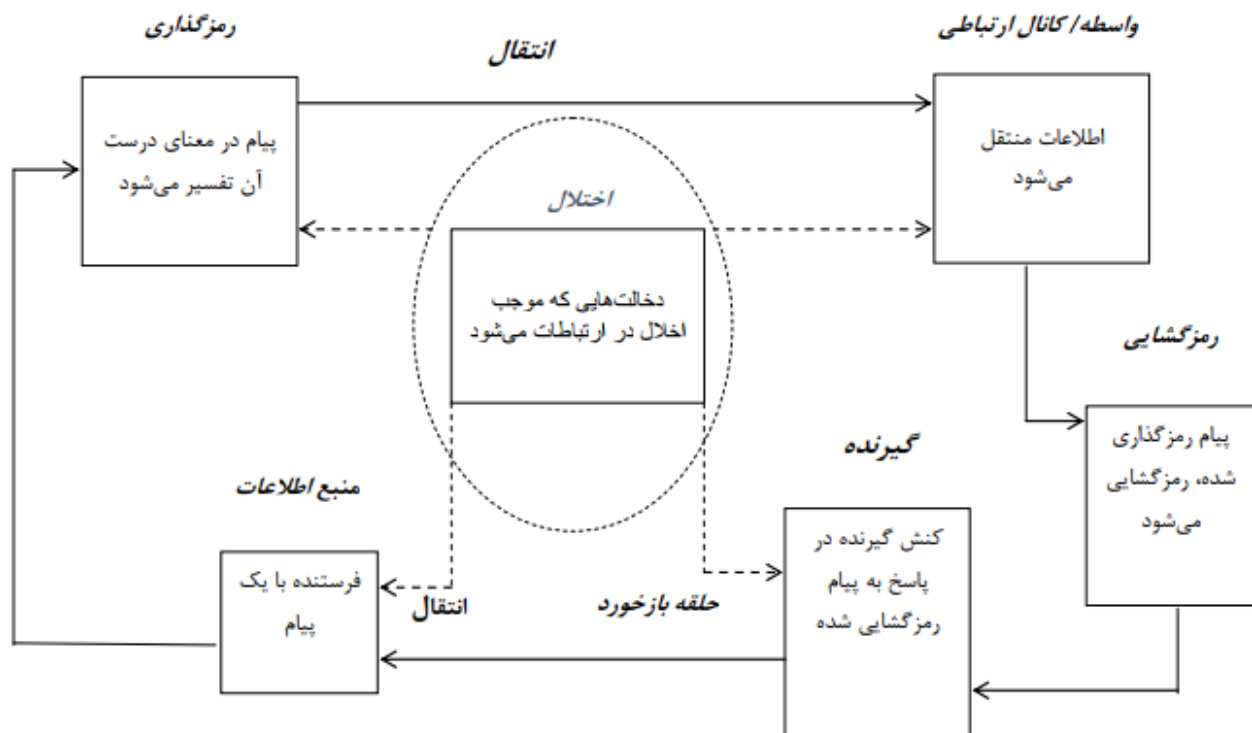 رمزگذاری
انتقال
واسطه/ کانال ارتباطی
پیام در معنای درست
آن تفسیر می‌شود
اطلاعات منتقل
می‌شود
اختلال
دخالت‌هایی که موجب
اخلال در ارتباطات می‌شود
رمزگشایی
پیام رمزگذاری
شده، رمزگشایی
می‌شود
گیرنده
کنش گیرنده در
پاسخ به پیام
رمزگشایی شده
منبع اطلاعات
فرستنده با یک
پیام
انتقال
حلقه بازخورد